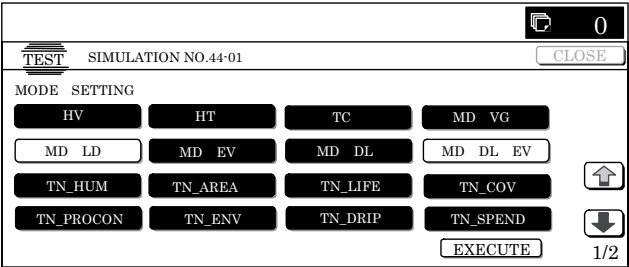 0
TEST SIMULATION NO.44-01 CLOSE
MODE SETTING
HV HT TC MD VG
MD LD MD EV MD DL MD DL EV
TN_HUM TN_AREA TN_LIFE TN_COV
TN_PROCON TN_ENV TN_DRIP TN_SPEND
EXECUTE 1/2